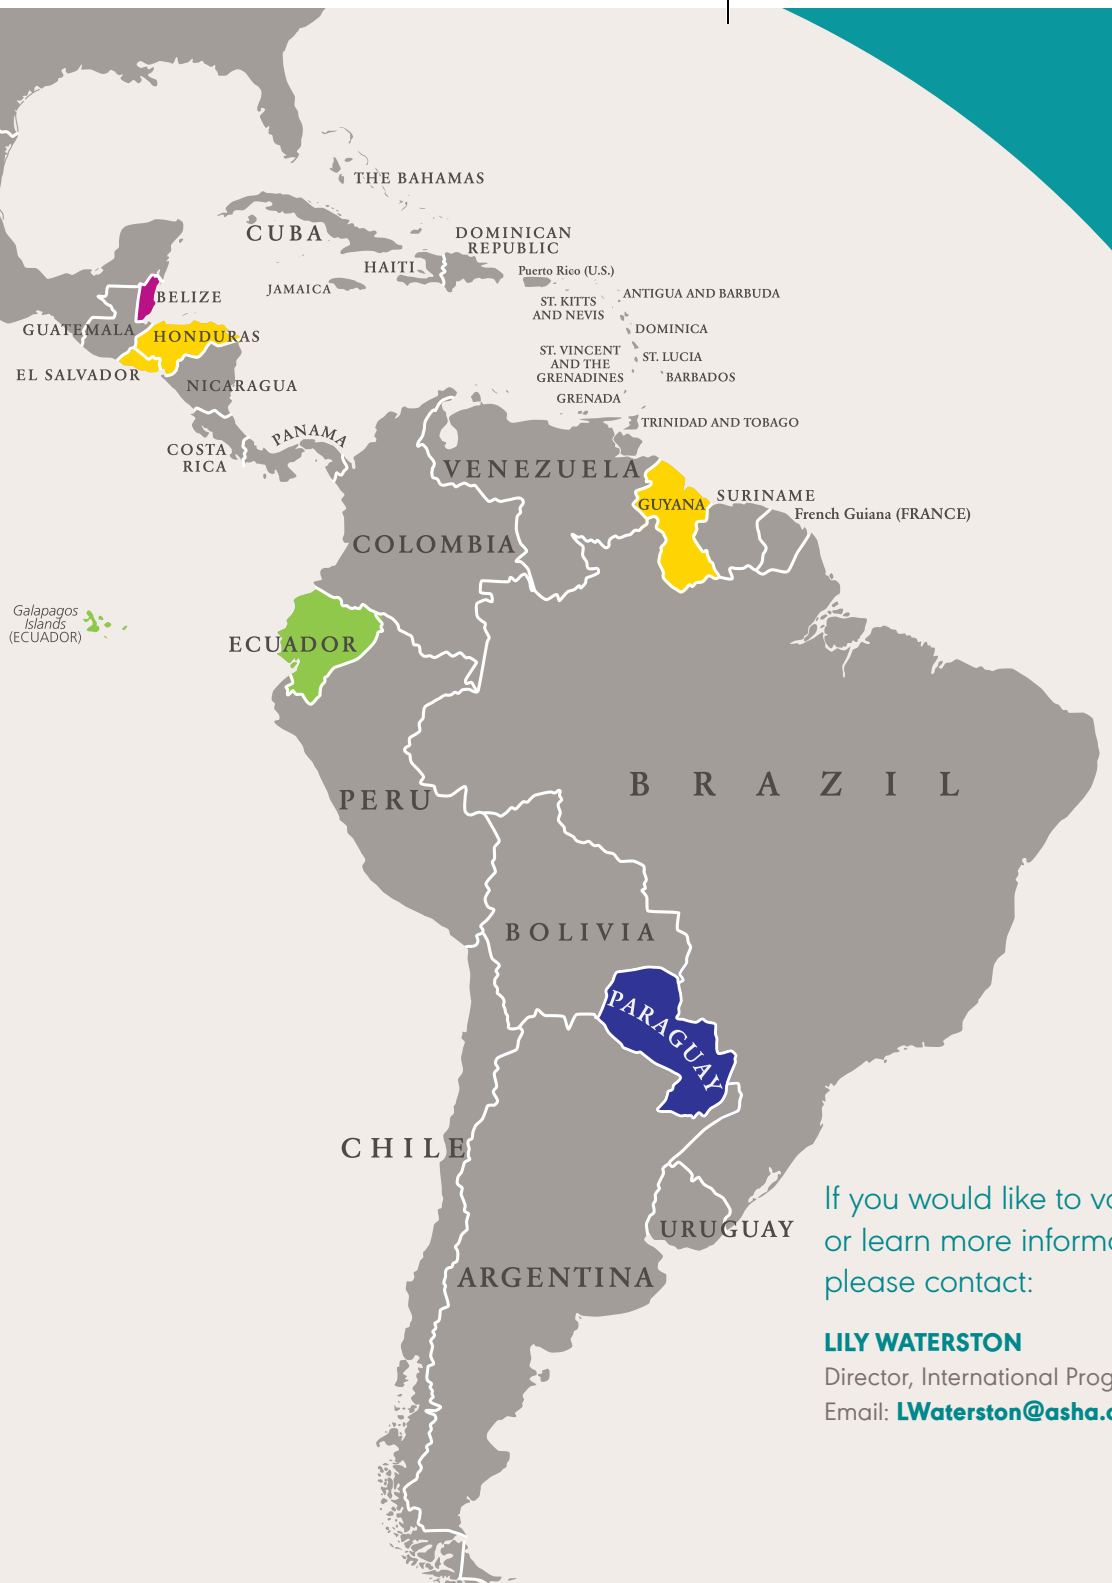 THE BAHAMAS
CUBA
DOMINICAN
REPUBLIC
HAITI
Puerto Rico (U.S.)
JAMAICA
ANTIGUA AND BARBUDA
BELIZE
ST. KITTS
AND NEVIS
GUATEMALA
HONDURAS
DOMINICA
ST. VINCENT
AND THE
GRENADINES
ST. LUCIA
EL SALVADOR
NICARAGUA
BARBADOS
GRENADA
TRINIDAD AND TOBAGO
PANAMA
COSTA
RICA
VENEZUELA
GUYANA
SURINAME
French Guiana (FRANCE)
COLOMBIA
Galapagos
Islands
(ECUADOR)
ECUADOR
BRAZIL
PERU
BOLIVIA
PARAGUAY
CHILE
URUGUAY
ARGENTINA
If you would like to
or learn more
please contact:
LILY WATERSTON
Director, International
Email: LWaterston@asha.